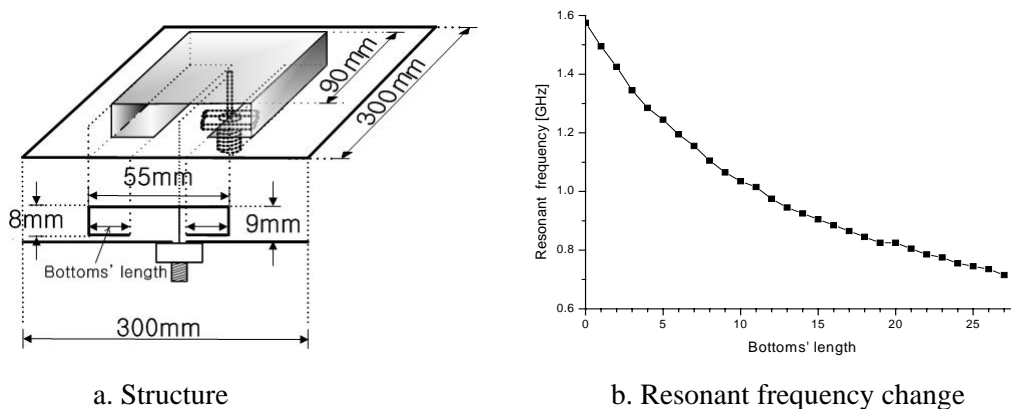 90mm
300mm
55mm
8mm
9mm
Bottoms' length
300mm
a. Structure
Resonant frequency [GHz]
1.6
1.4
1.2
1.0
0.8
0.6
0 5 10 15 20 25
Bottoms' length
b. Resonant frequency change